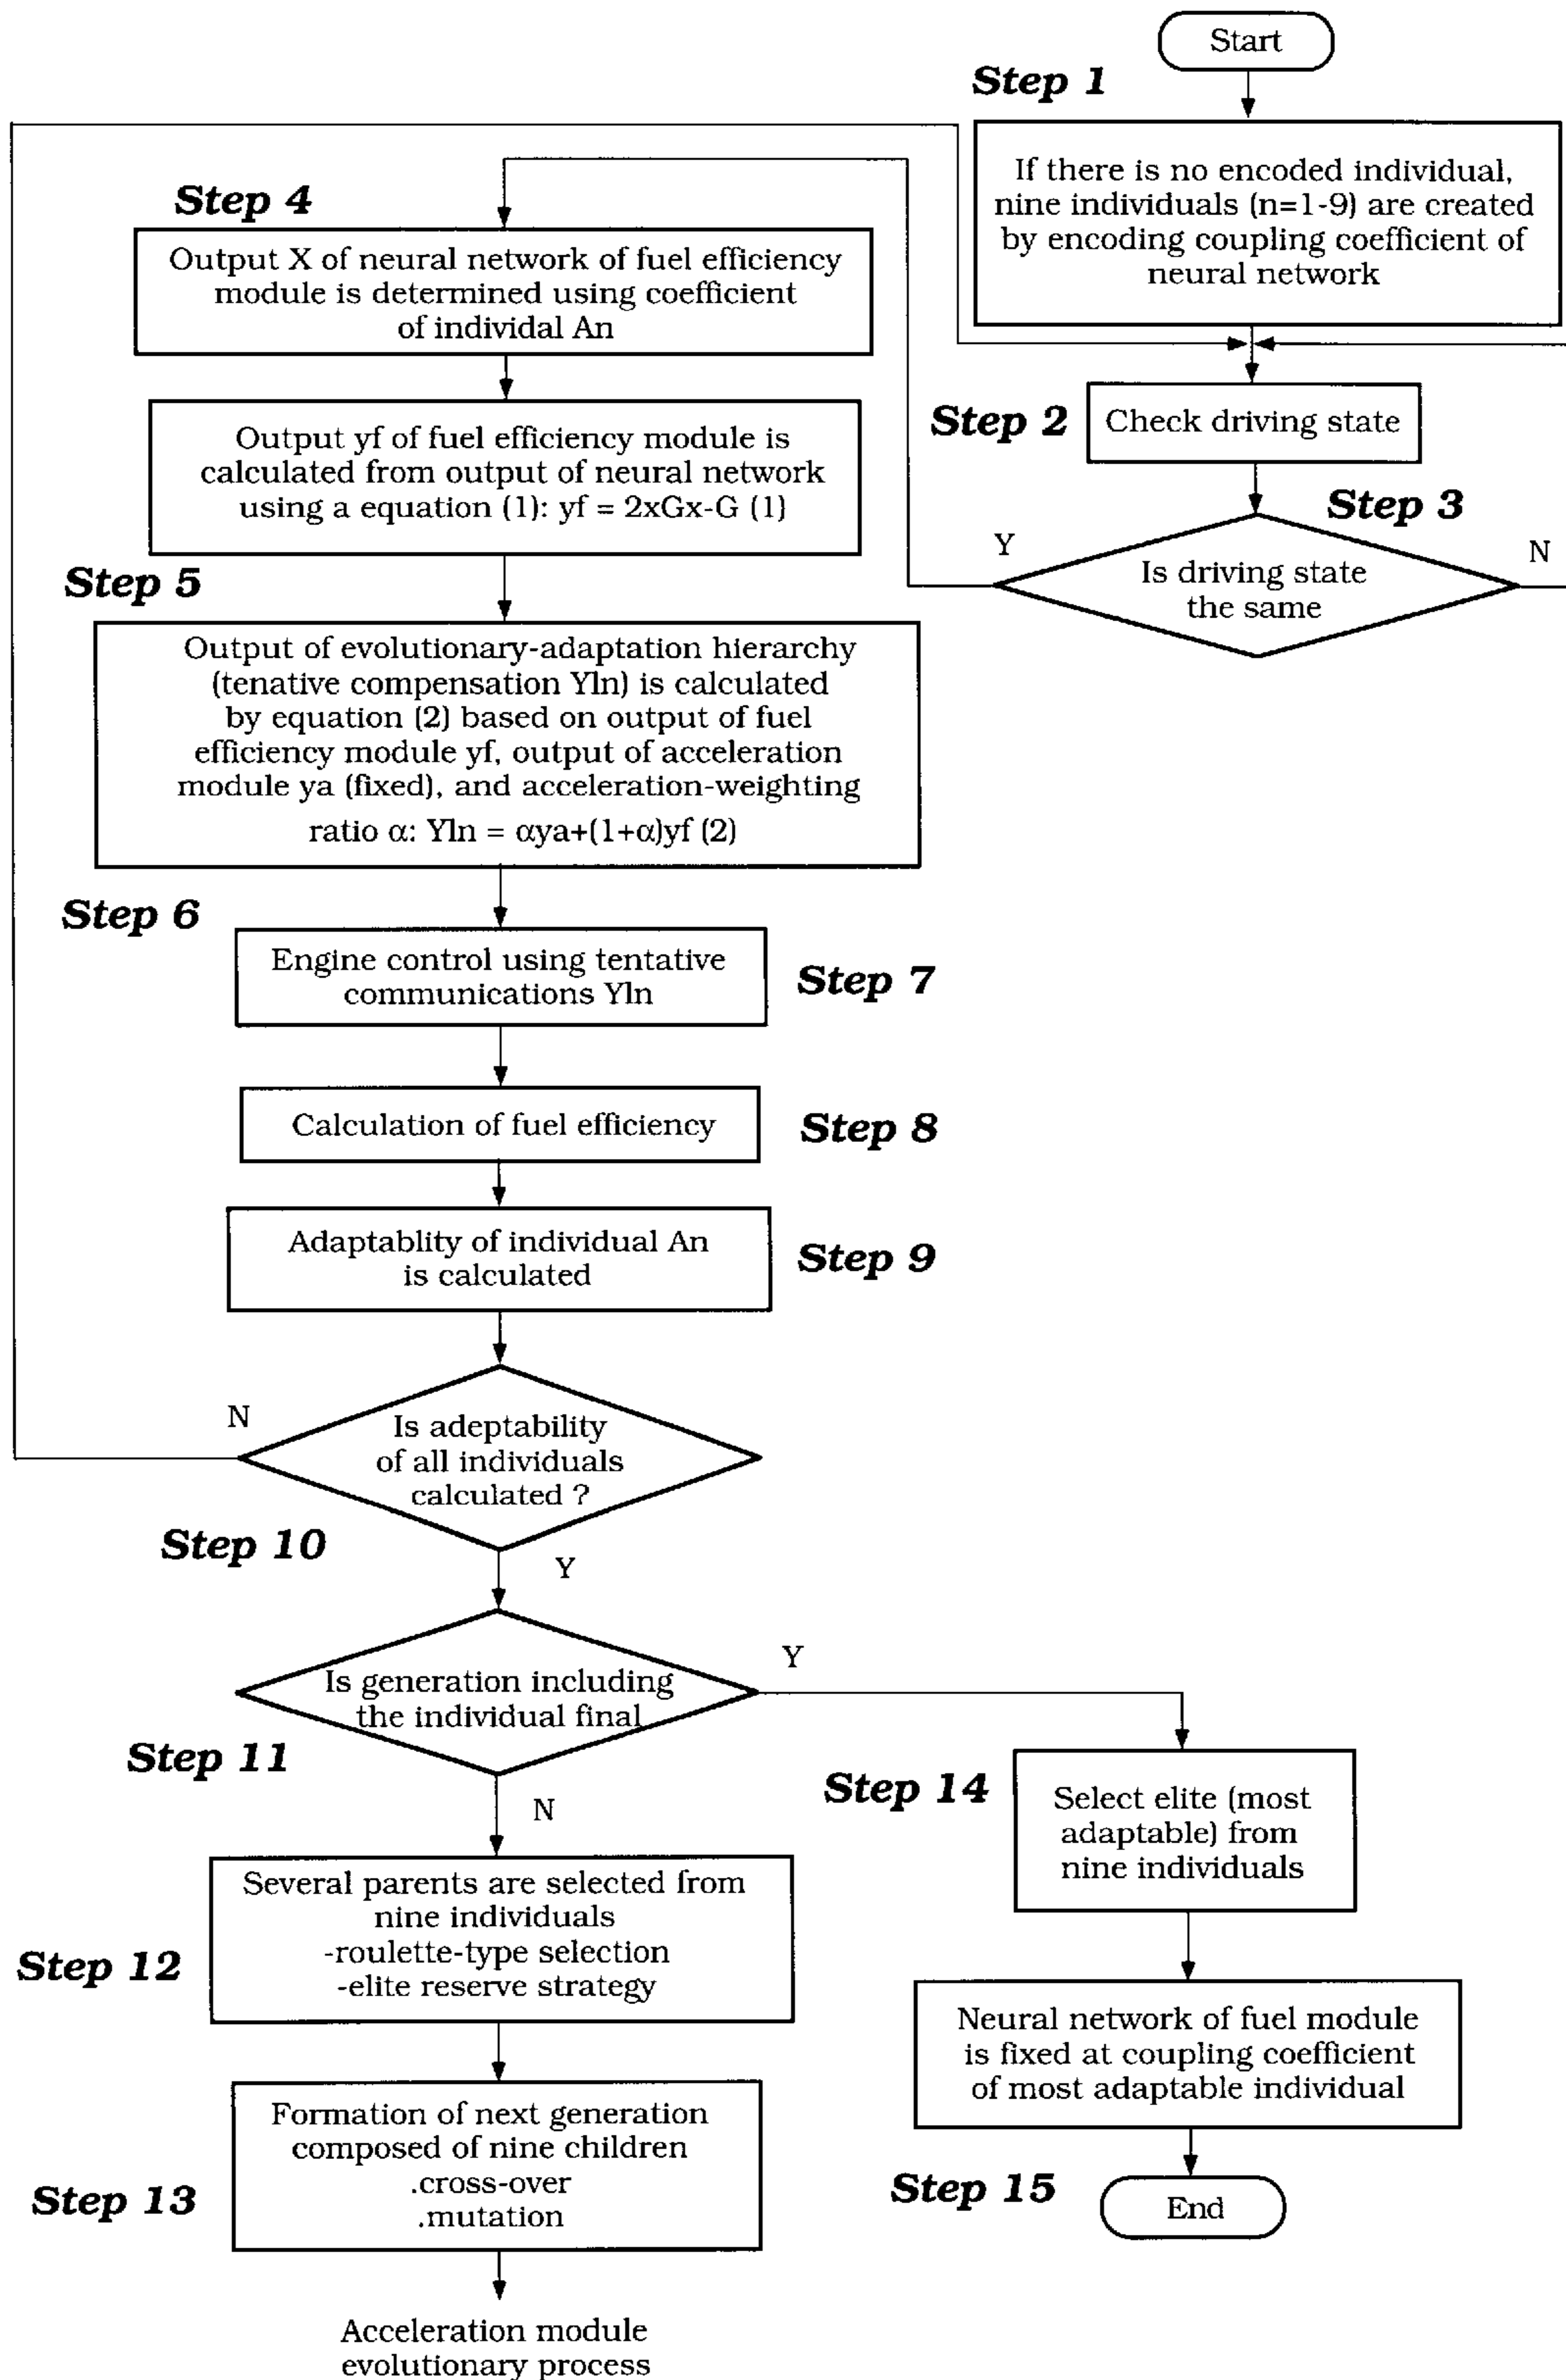 Start
Step 1
If there is no encoded individual,
nine individuals (n=1-9) are created
by encoding coupling coefficient of
neural network
Step 2
Check driving state
Step 3
Y
N
Is driving state
the same
Step 4
Output X of neural network of fuel efficiency
module is determined using coefficient
of individal An
Output yf of fuel efficiency module is
calculated from output of neural network
using a equation (1): yf = 2xGx-G (1)
Step 5
Output of evolutionary-adaptation hierarchy
(tenative compensation Yln) is calculated
by equation (2) based on output of fuel
efficiency module yf, output of acceleration
module ya (fixed), and acceleration-weighting
ratio α: Yln = αya+(1+α)yf (2)
Step 6
Engine control using tentative
communications Yln
Step 7
Calculation of fuel efficiency
Step 8
Adaptablity of individual An
is calculated
Step 9
N
Is adeptability
of all individuals
calculated ?
Step 10
Y
Is generation including
the individual final
Y
Step 11
N
Step 12
Several parents are selected from
nine individuals
-roulette-type selection
-elite reserve strategy
Step 13
Formation of next generation
composed of nine children
.cross-over
.mutation
Acceleration module
evolutionary process
Step 14
Select elite (most
adaptable) from
nine individuals
Neural network of fuel module
is fixed at coupling coefficient
of most adaptable individual
Step 15
End